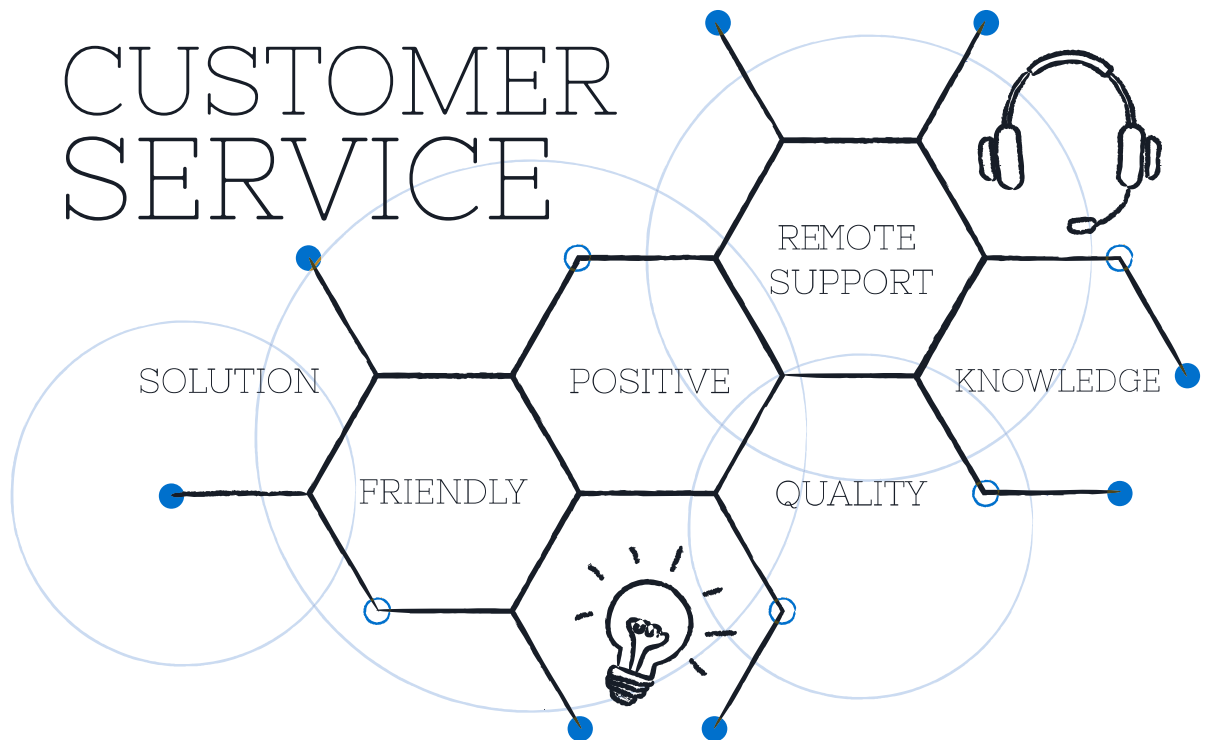 CUSTOMER
SERVICE
REMOTE
SUPPORT
SOLUTION
POSITIVE
KNOWLEDGE
FRIENDLY
QUALITY